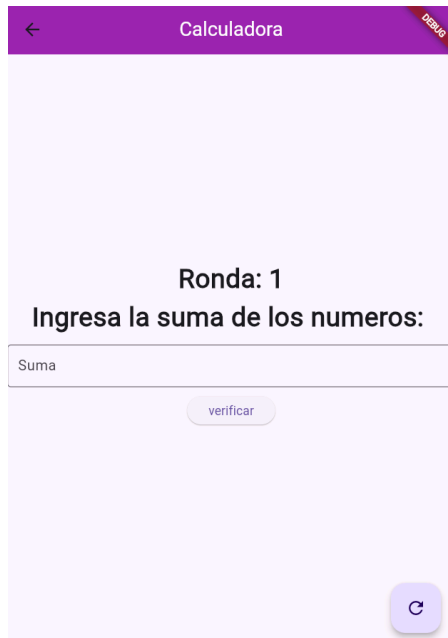 Calculadora
DEBUG
Ronda: 1
Ingresa la suma de los numeros:
Suma
verificar